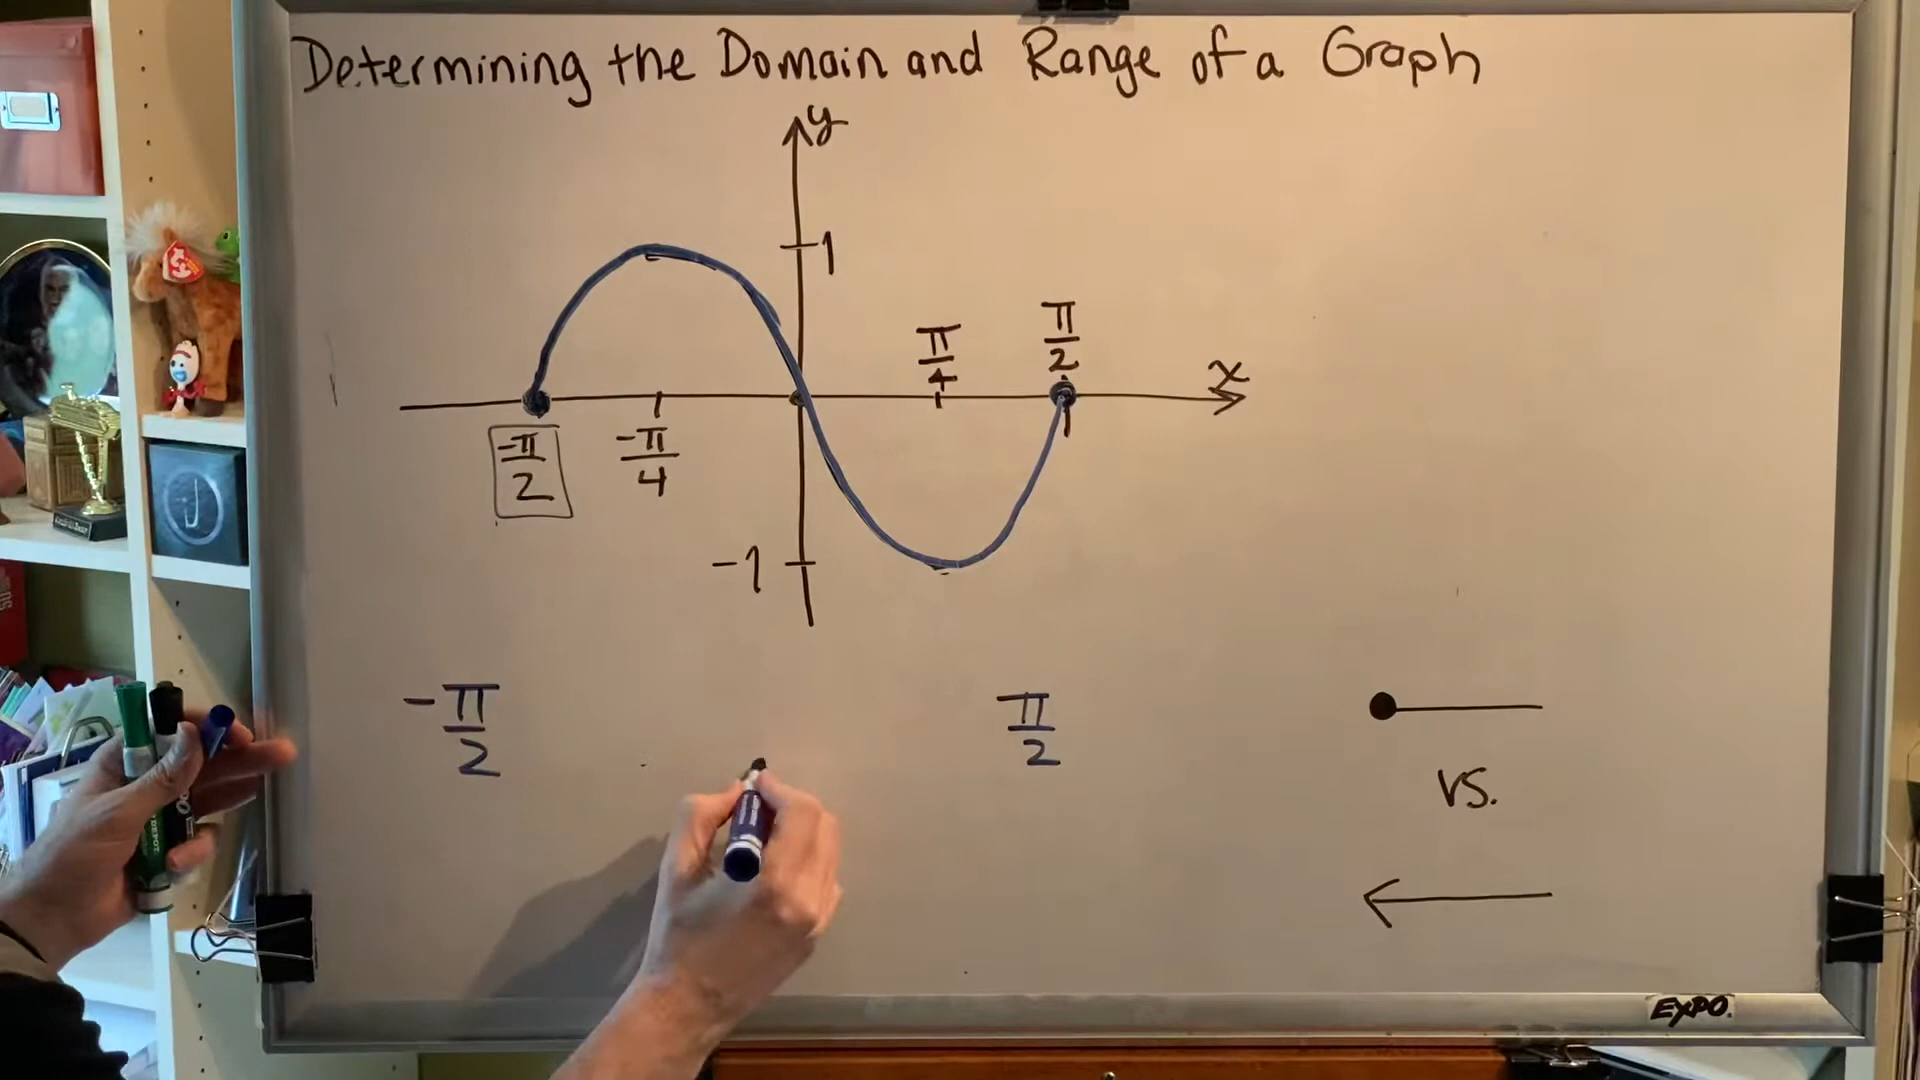 Determining the Domain and Range of a Graph
y
1
π/4
π/2
x
-π/2
-π/4
-1
-π/2
π/2
vs.
EXPO.